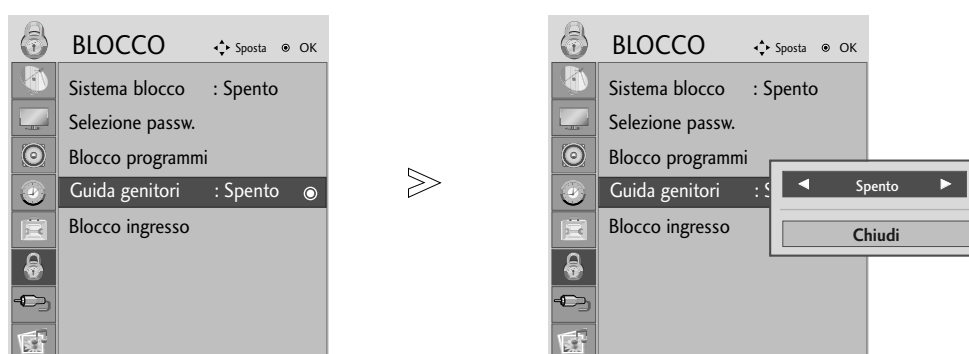 BLOCCO Sposta OK
Sistema blocco : Spento
Selezione passw.
Blocco programmi
Guida genitori : Spento
Blocco ingresso
BLOCCO Sposta OK
Sistema blocco : Spento
Selezione passw.
Blocco programmi
Guida genitori : S
Blocco ingresso
Spento
Chiudi